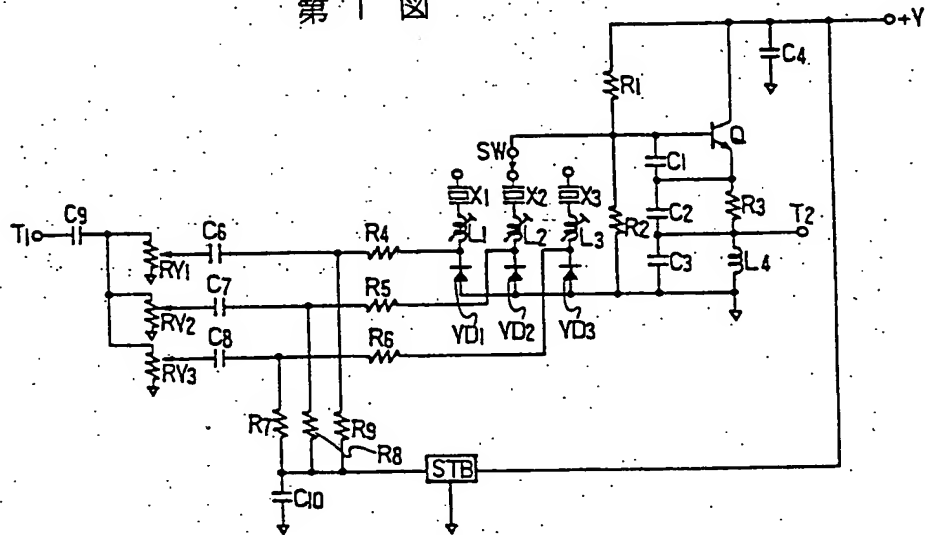 第1図
+V
C4
R1
Q
SW
C1
X1 X2 X3
R3
C2
T2
T1 C9
C6
R4
L1 L2 L3
R2
C3
L4
RY1
C7
R5
YD1 YD2 YD3
RY2
C8
R6
RY3
R7
R9
R8
STB
C10